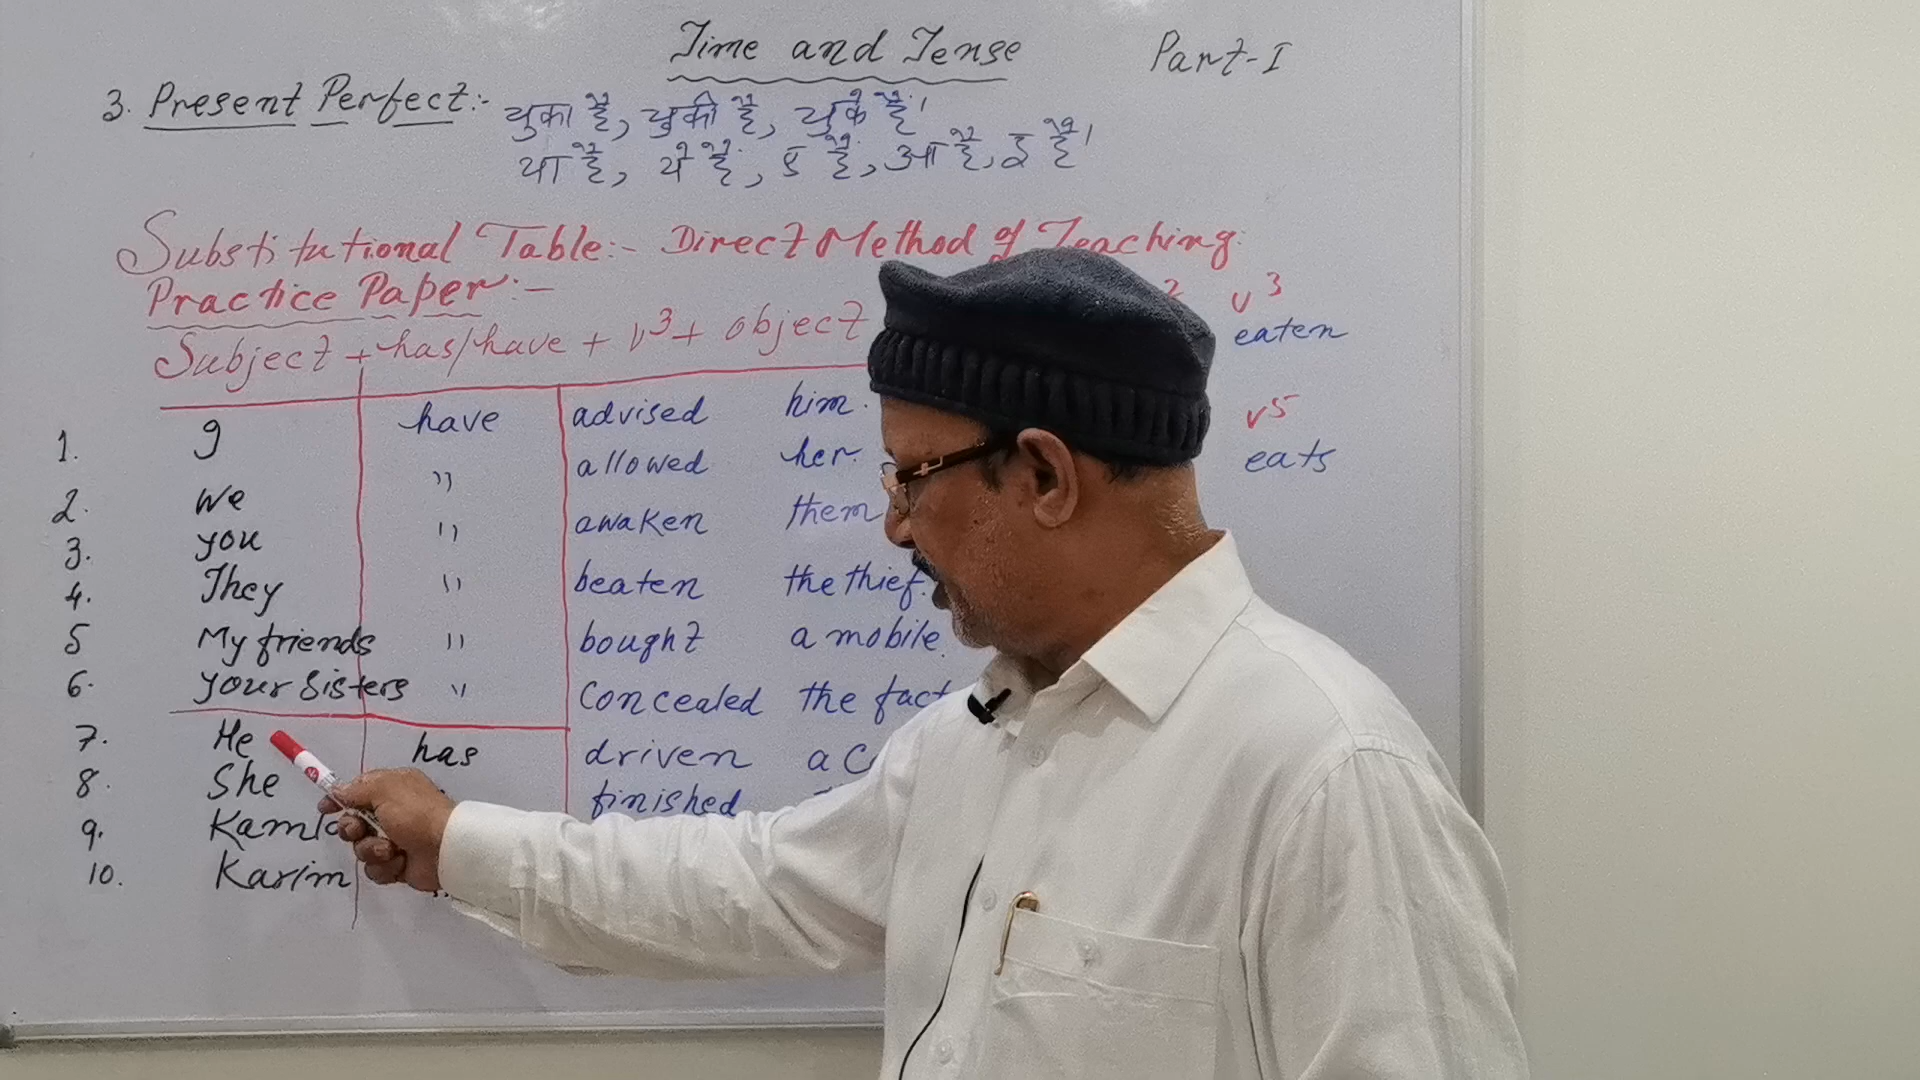 Time and Tense Part-I
3. Present Perfect:- चुका है, चुकी है, चुके हैं।
या है, ये हैं, ई है, आ है, ई हैं।
Substitutional Table:- Direct Method of Teaching:
Practice Paper:-
Subject + has/have + V3 + object
2 V3
eaten
V5
eats
1. I have advised him.
2. We " allowed her.
3. you " awaken them
4. They " beaten the thief.
5 My friends " bought a mobile.
6. your Sisters " Concealed the fact
7. He has driven a
8. She finished
9. Kamla
10. Karim "